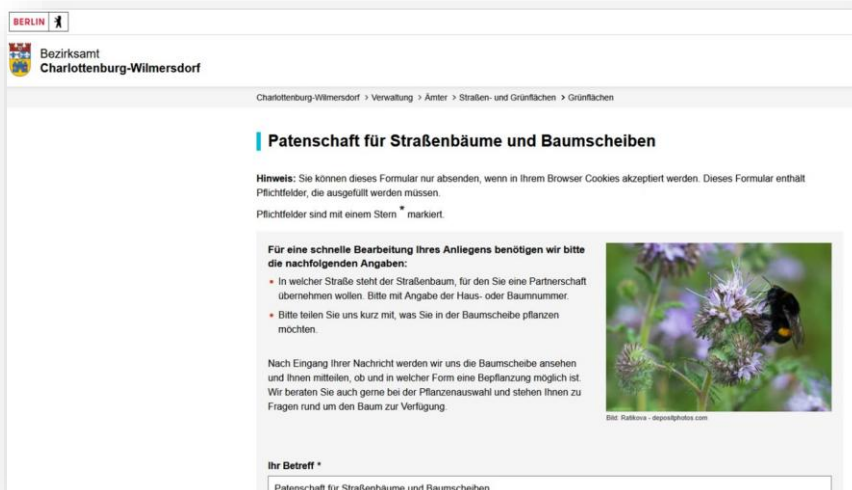 BERLIN
Bezirksamt
Charlottenburg-Wilmersdorf
Charlottenburg-Wilmersdorf > Verwaltung > Ämter > Straßen- und Grünflächen > Grünflächen
Patenschaft für Straßenbäume und Baumscheiben
Hinweis: Sie können dieses Formular nur absenden, wenn in Ihrem Browser Cookies akzeptiert werden. Dieses Formular enthält
Pflichtfelder, die ausgefüllt werden müssen.
Pflichtfelder sind mit einem Stern * markiert.
Für eine schnelle Bearbeitung Ihres Anliegens benötigen wir bitte
die nachfolgenden Angaben:
• In welcher Straße steht der Straßenbaum, für den Sie eine Partnerschaft
übernehmen wollen. Bitte mit Angabe der Haus- oder Baumnummer.
• Bitte teilen Sie uns kurz mit, was Sie in der Baumscheibe pflanzen
möchten.
Nach Eingang Ihrer Nachricht werden wir uns die Baumscheibe ansehen
und Ihnen mitteilen, ob und in welcher Form eine Bepflanzung möglich ist.
Wir beraten Sie auch gerne bei der Pflanzenauswahl und stehen Ihnen zu
Fragen rund um den Baum zur Verfügung.
Bild: Ratikova - depositphotos.com
Ihr Betreff *
Patenschaft für Straßenbäume und Baumscheiben